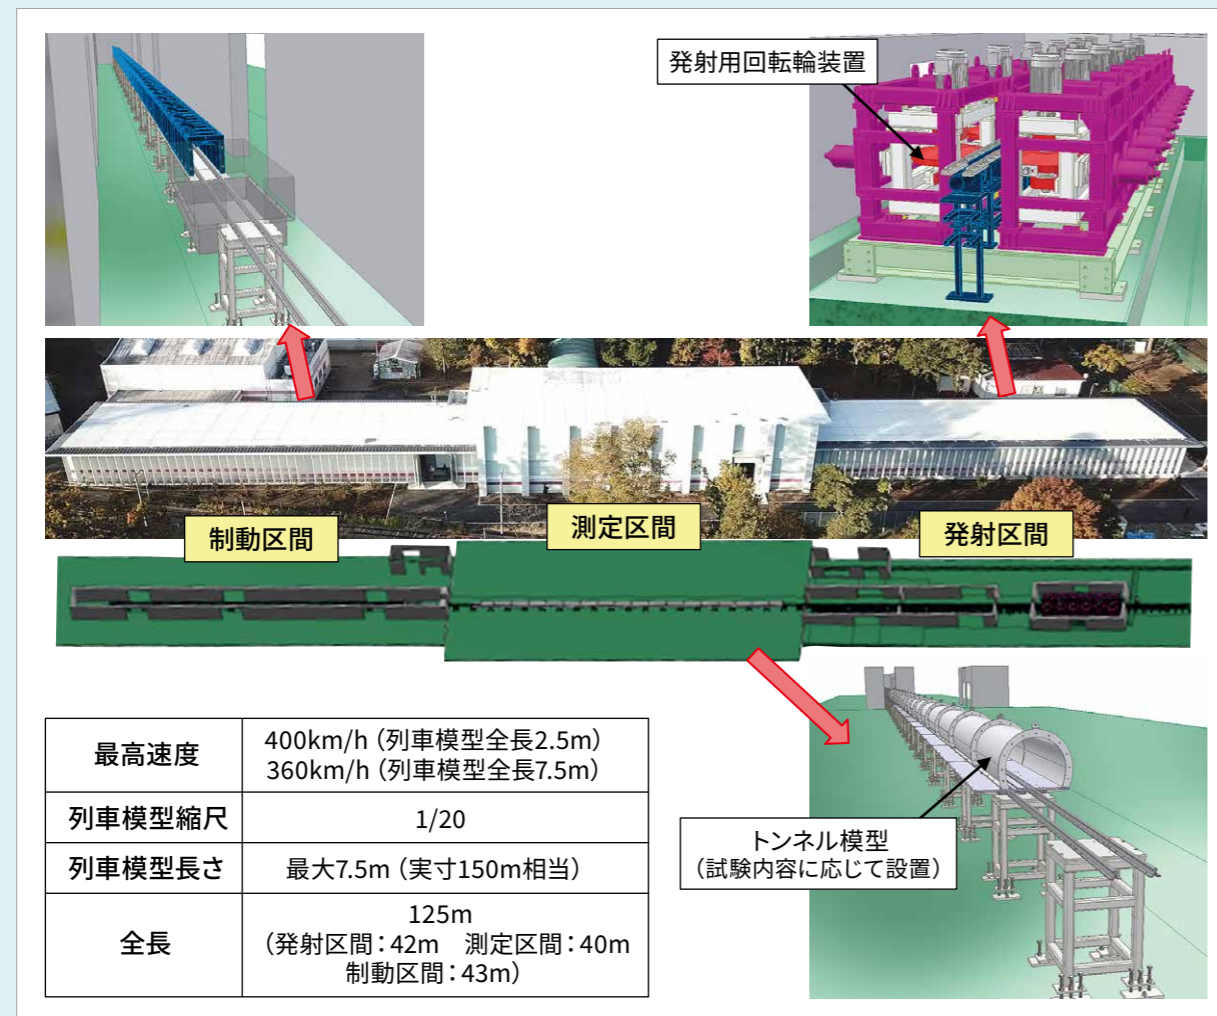 発射用回転輪装置
制動区間
測定区間
発射区間
最高速度
400km/h（列車模型全長2.5m）
360km/h（列車模型全長7.5m）
列車模型縮尺
1/20
列車模型長さ
最大7.5m（実寸150m相当）
全長
125m
（発射区間：42m　測定区間：40m
制動区間：43m）
トンネル模型
（試験内容に応じて設置）